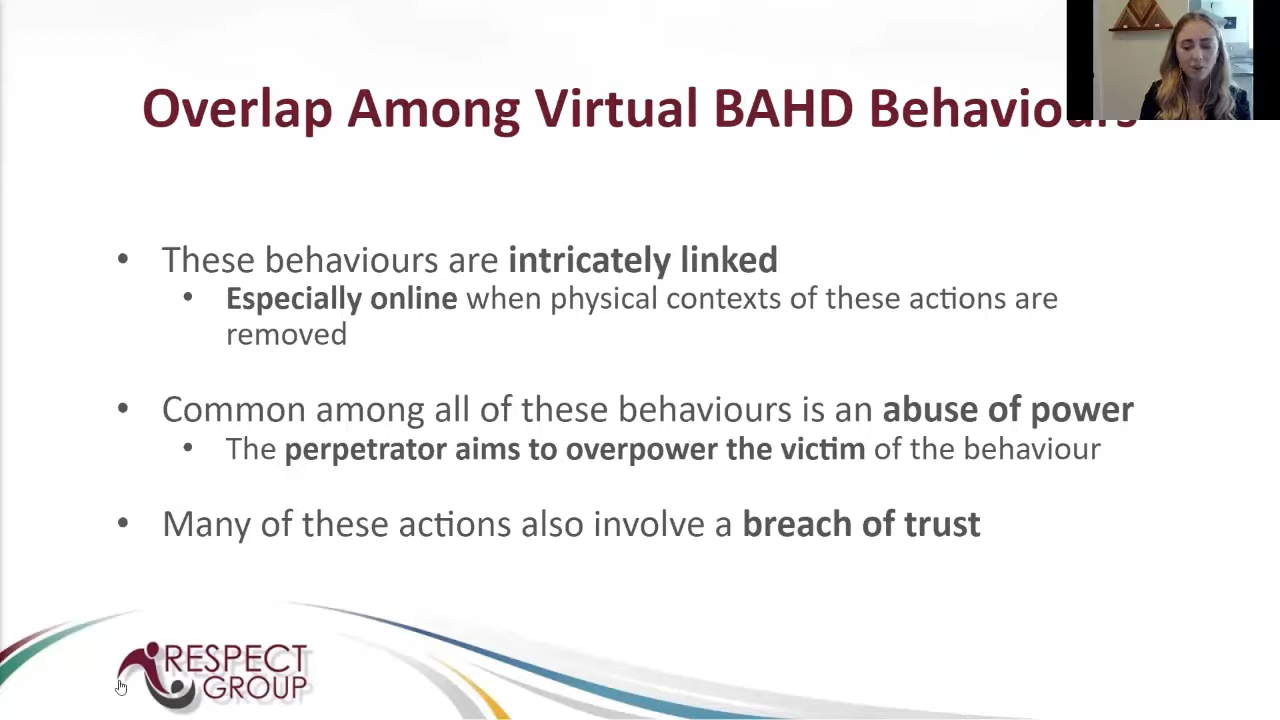 Overlap Among Virtual BAHD Behaviours
• These behaviours are intricately linked
• Especially online when physical contexts of these actions are
removed
• Common among all of these behaviours is an abuse of power
• The perpetrator aims to overpower the victim of the behaviour
• Many of these actions also involve a breach of trust
RESPECT
GROUP